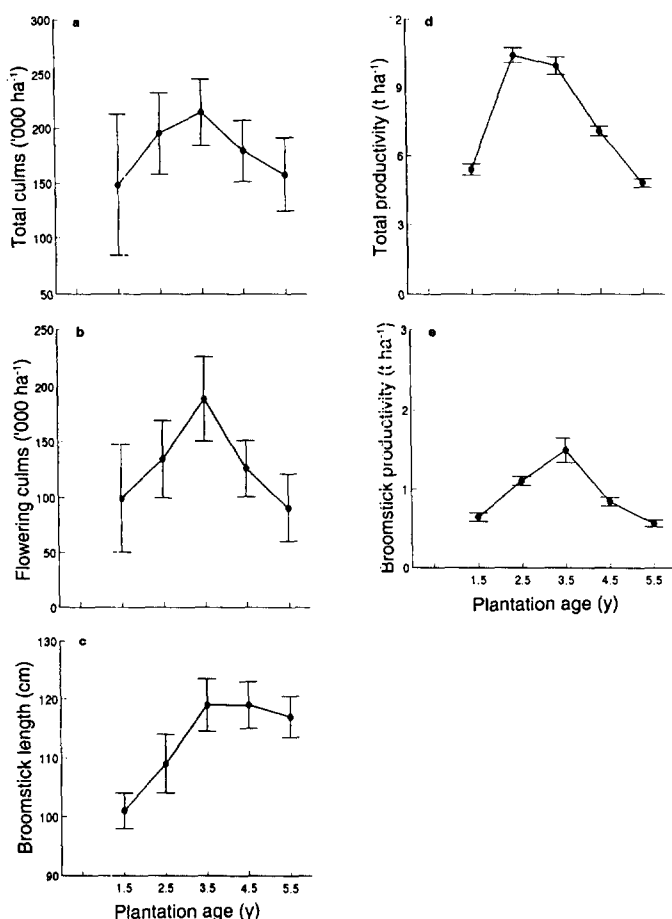 a
Total culms ('000 ha⁻¹)
300
250
200
150
100
50
b
Flowering culms ('000 ha⁻¹)
250
200
150
100
50
0
c
Broomstick length (cm)
130
120
110
100
90
1.5 2.5 3.5 4.5 5.5
Plantation age (y)
d
Total productivity (t ha⁻¹)
12
9
6
3
0
e
Broomstick productivity (t ha⁻¹)
3
2
1
0
1.5 2.5 3.5 4.5 5.5
Plantation age (y)